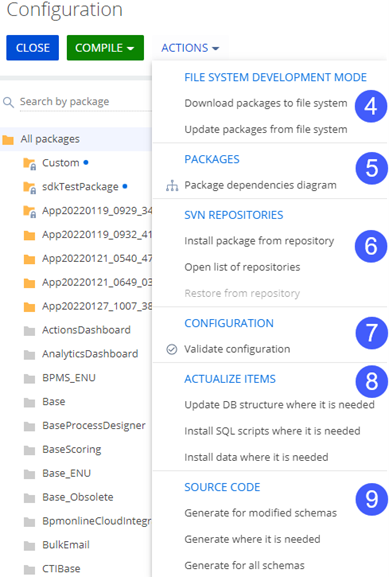 Configuration
CLOSE COMPILE ACTIONS
Search by package
All packages
Custom
sdkTestPackage
App20220119_0929_34
App20220119_0932_41
App20220121_0540_47
App20220121_0649_03
App20220127_1007_38
ActionsDashboard
AnalyticsDashboard
BPMS_ENU
Base
BaseProcessDesigner
BaseScoring
Base_ENU
Base_Obsolete
BpmonlineCloudIntegr
BulkEmail
CTIBase
FILE SYSTEM DEVELOPMENT MODE
Download packages to file system
4
Update packages from file system
PACKAGES
5
Package dependencies diagram
SVN REPOSITORIES
Install package from repository
6
Open list of repositories
Restore from repository
CONFIGURATION
7
Validate configuration
ACTUALIZE ITEMS
8
Update DB structure where it is needed
Install SQL scripts where it is needed
Install data where it is needed
SOURCE CODE
9
Generate for modified schemas
Generate where it is needed
Generate for all schemas